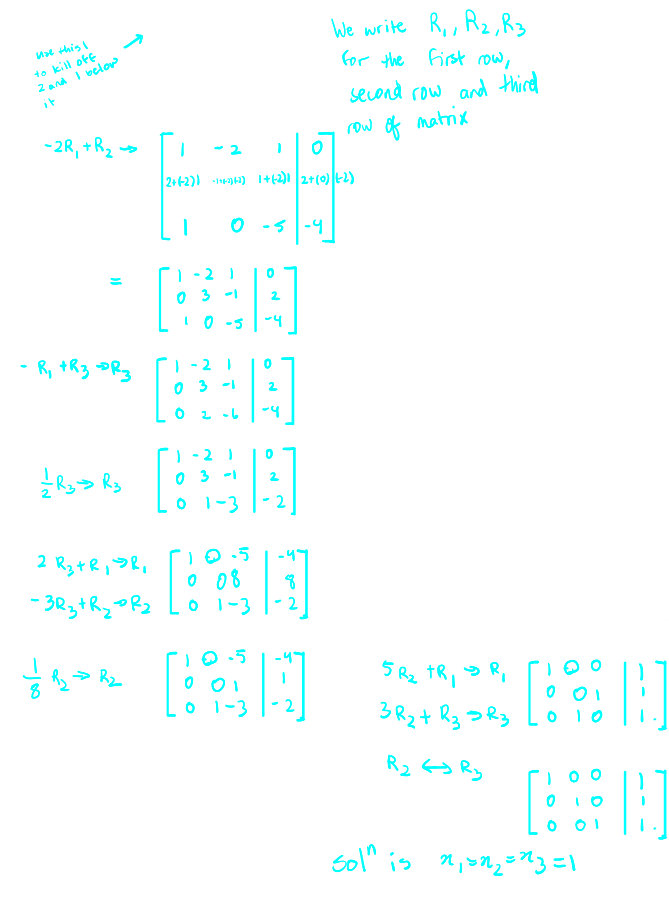 use this 1
to kill off
2 and 1 below
it
We write R₁, R₂, R₃
for the first row,
second row and third
row of matrix
-2R₁ + R₂ →
1 -2 1 | 0
2+(-2)1 -1+(-2)(-2) 1+(-2)1 | 2+(0)(-2)
1 0 -5 | -4
=
1 -2 1 | 0
0 3 -1 | 2
1 0 -5 | -4
- R₁ + R₃ → R₃
1 -2 1 | 0
0 3 -1 | 2
0 2 -6 | -4
1/2 R₃ → R₃
1 -2 1 | 0
0 3 -1 | 2
0 1 -3 | -2
2R₃ + R₁ → R₁
-3R₃ + R₂ → R₂
1 0 -5 | -4
0 0 8 | 8
0 1 -3 | -2
1/8 R₂ → R₂
1 0 -5 | -4
0 0 1 | 1
0 1 -3 | -2
5R₂ + R₁ → R₁
3R₂ + R₃ → R₃
1 0 0 | 1
0 0 1 | 1
0 1 0 | 1.
R₂ ↔ R₃
1 0 0 | 1
0 1 0 | 1
0 0 1 | 1.
solⁿ is x₁=x₂=x₃=1